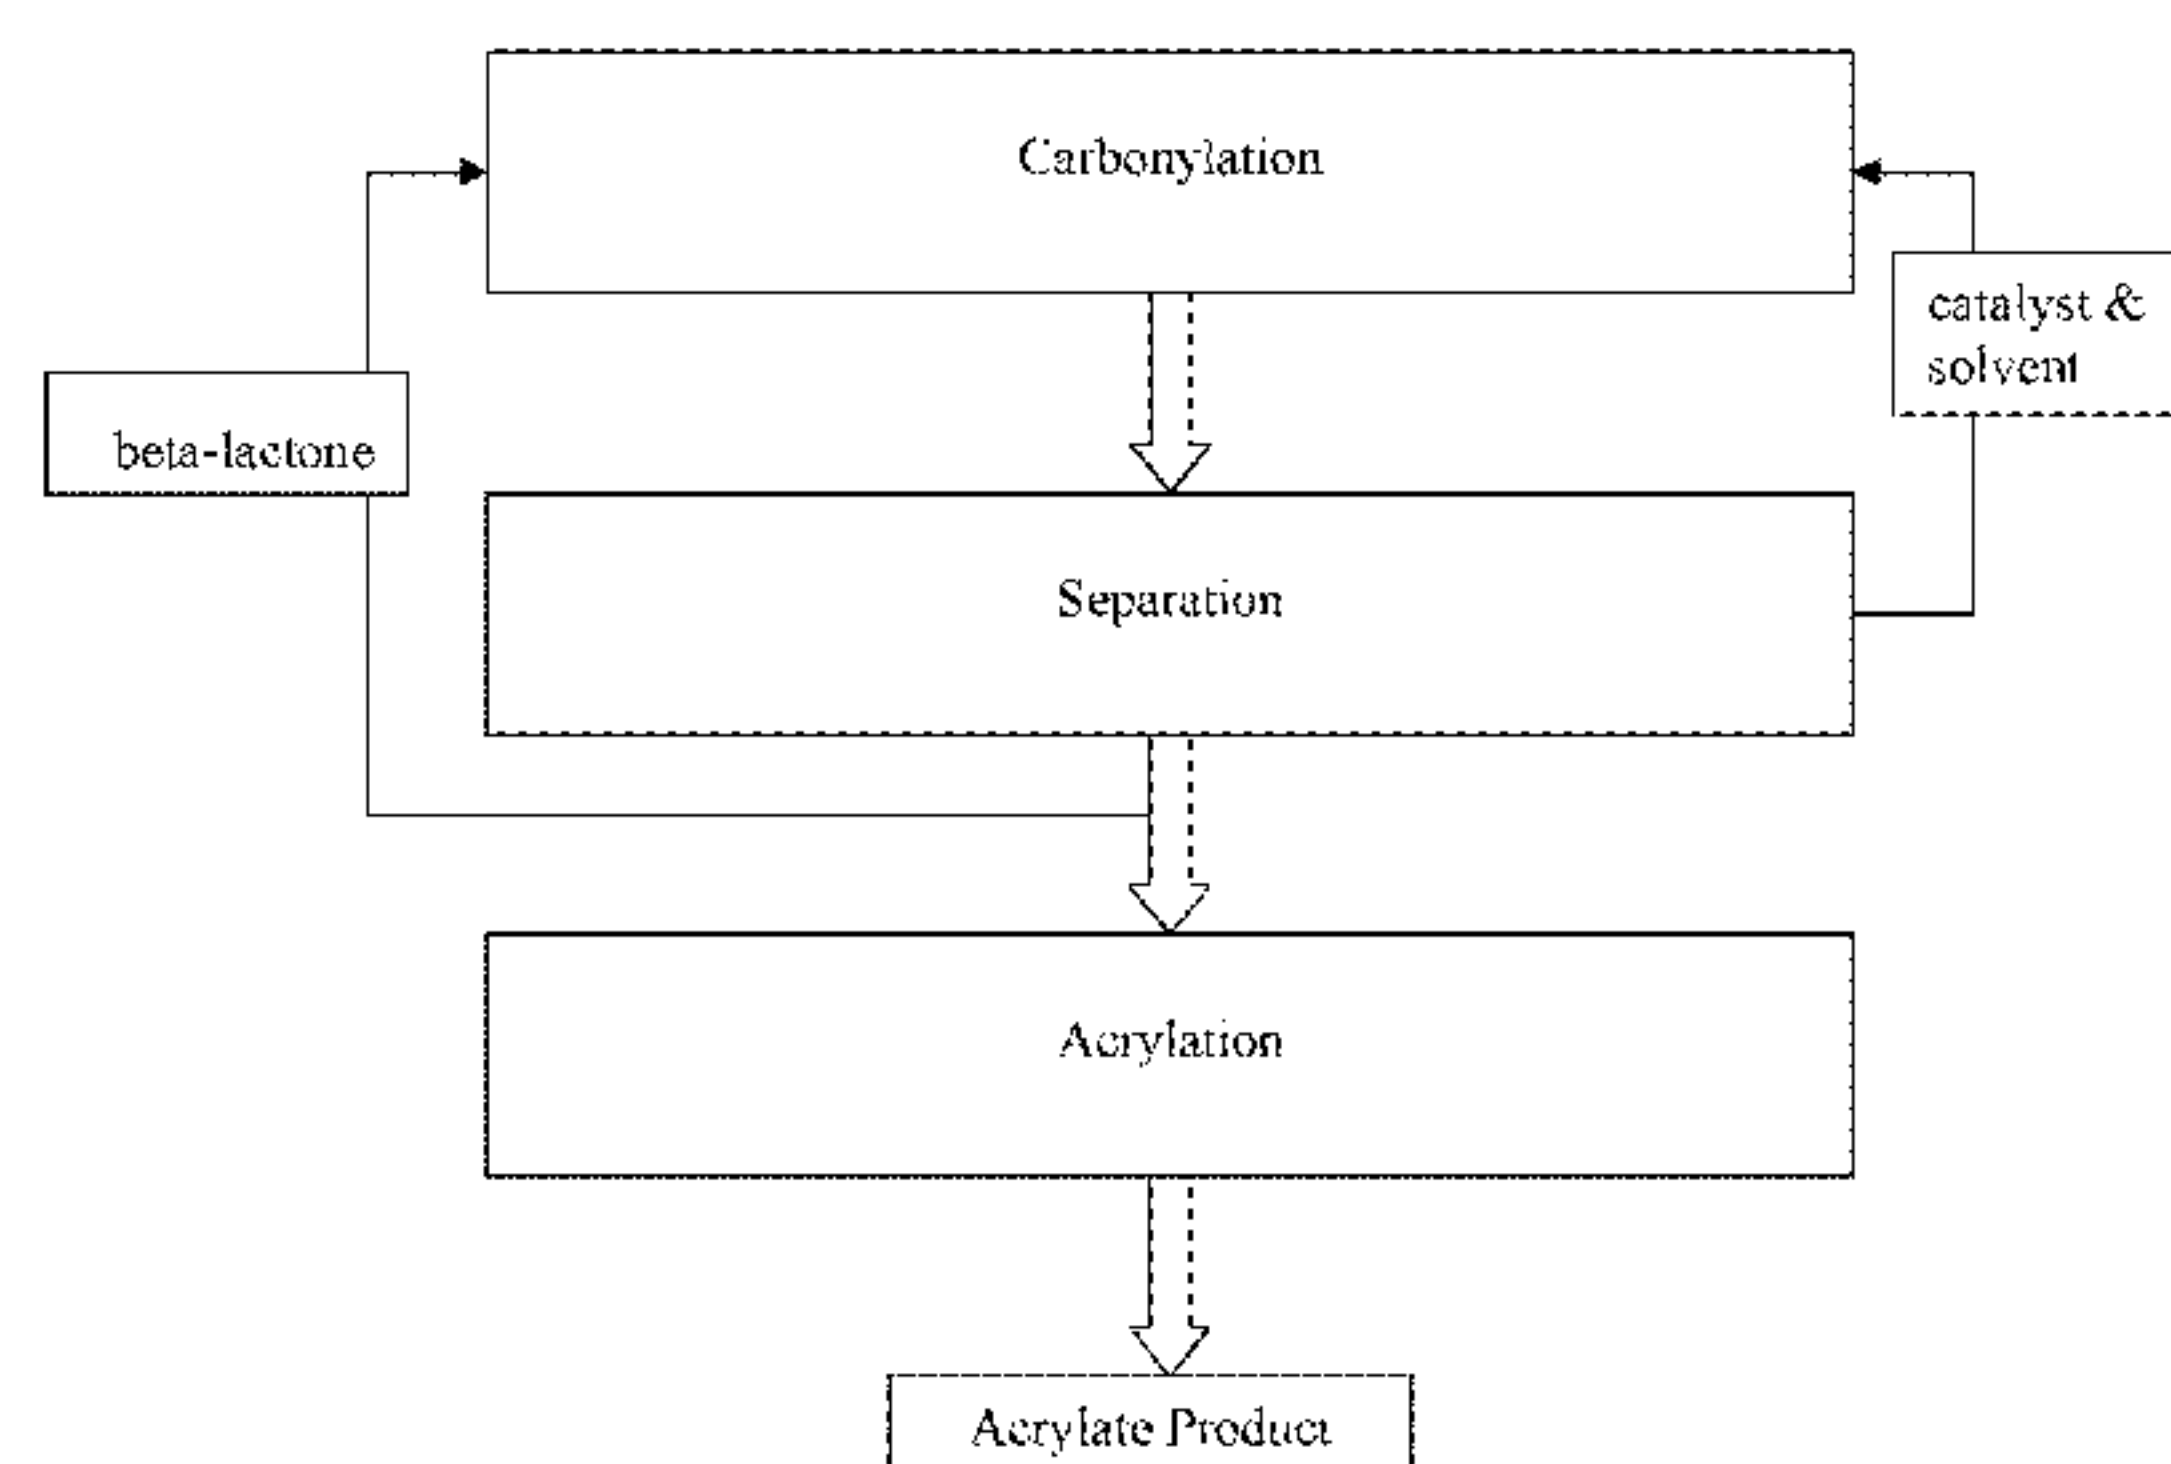 Carbonylation
catalyst &
solvent
beta-lactone
Separation
Acrylation
Acrylate Product